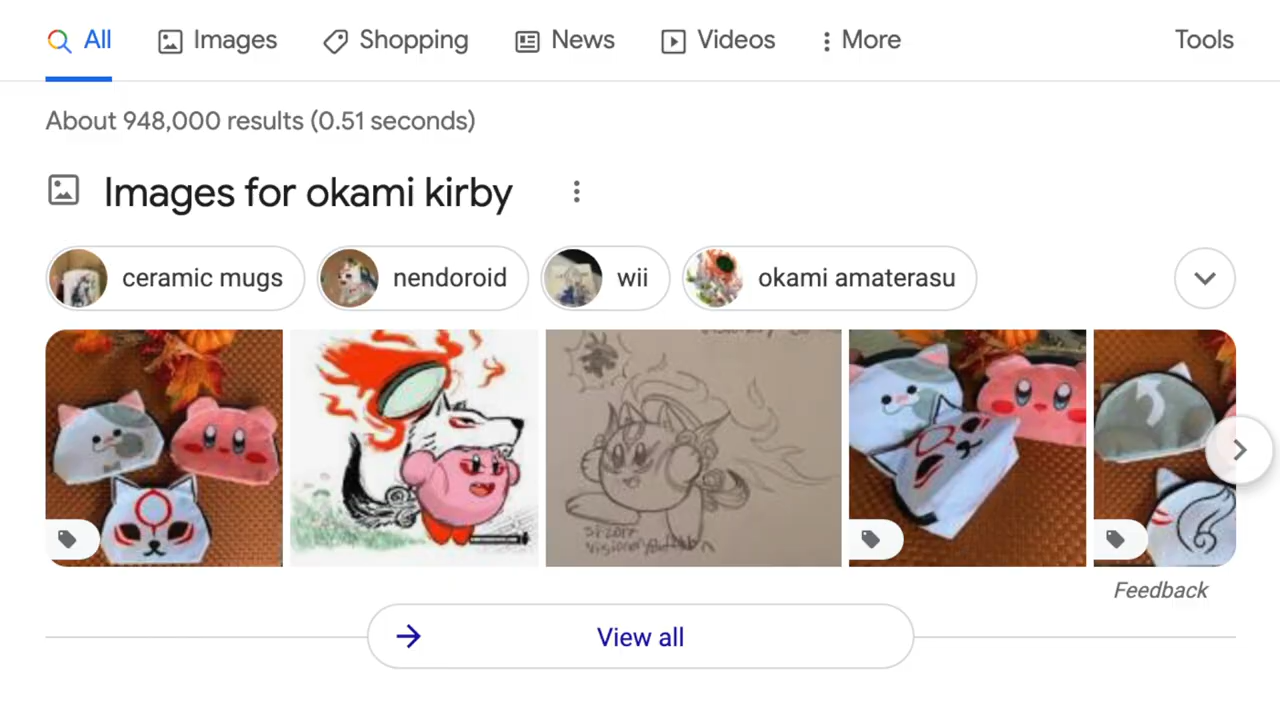 All Images Shopping News Videos More Tools
About 948,000 results (0.51 seconds)
Images for okami kirby
ceramic mugs nendoroid wii okami amaterasu
Feedback
View all